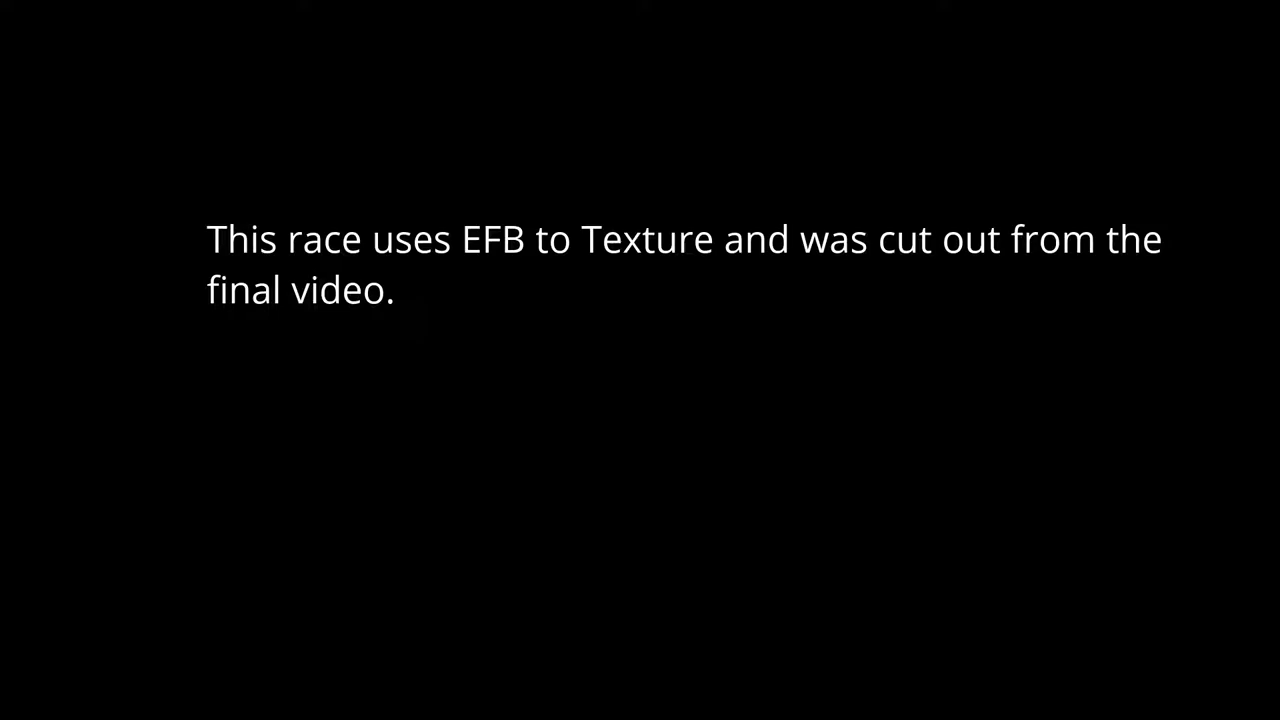 This race uses EFB to Texture and was cut out from the
final video.